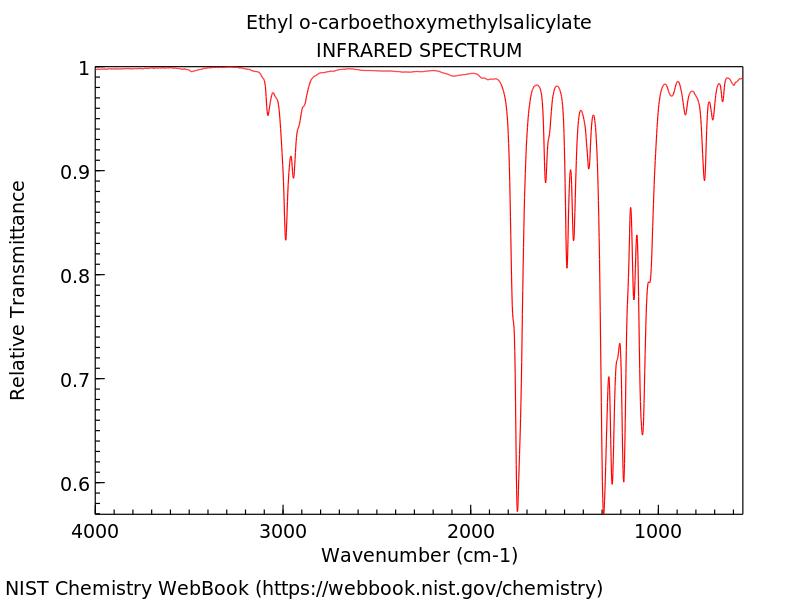 Ethyl o-carboethoxymethylsalicylate
INFRARED SPECTRUM
1
0.9
0.8
0.7
0.6
Relative Transmittance
4000 3000 2000 1000
Wavenumber (cm-1)
NIST Chemistry WebBook (https://webbook.nist.gov/chemistry)